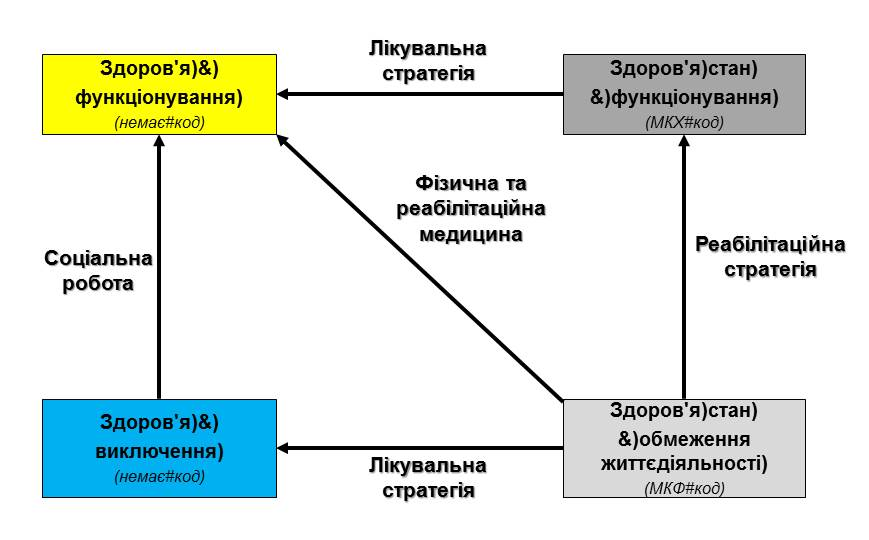 Лікувальна
стратегія
Здоров'я)&)
функціонування)
(немає#код)
Здоров'я)стан)
&)функціонування)
(МКХ#код)
Фізична та
реабілітаційна
медицина
Соціальна
робота
Реабілітаційна
стратегія
Здоров'я)&)
виключення)
(немає#код)
Здоров'я)стан)
&)обмеження
життєдіяльності)
(МКФ#код)
Лікувальна
стратегія